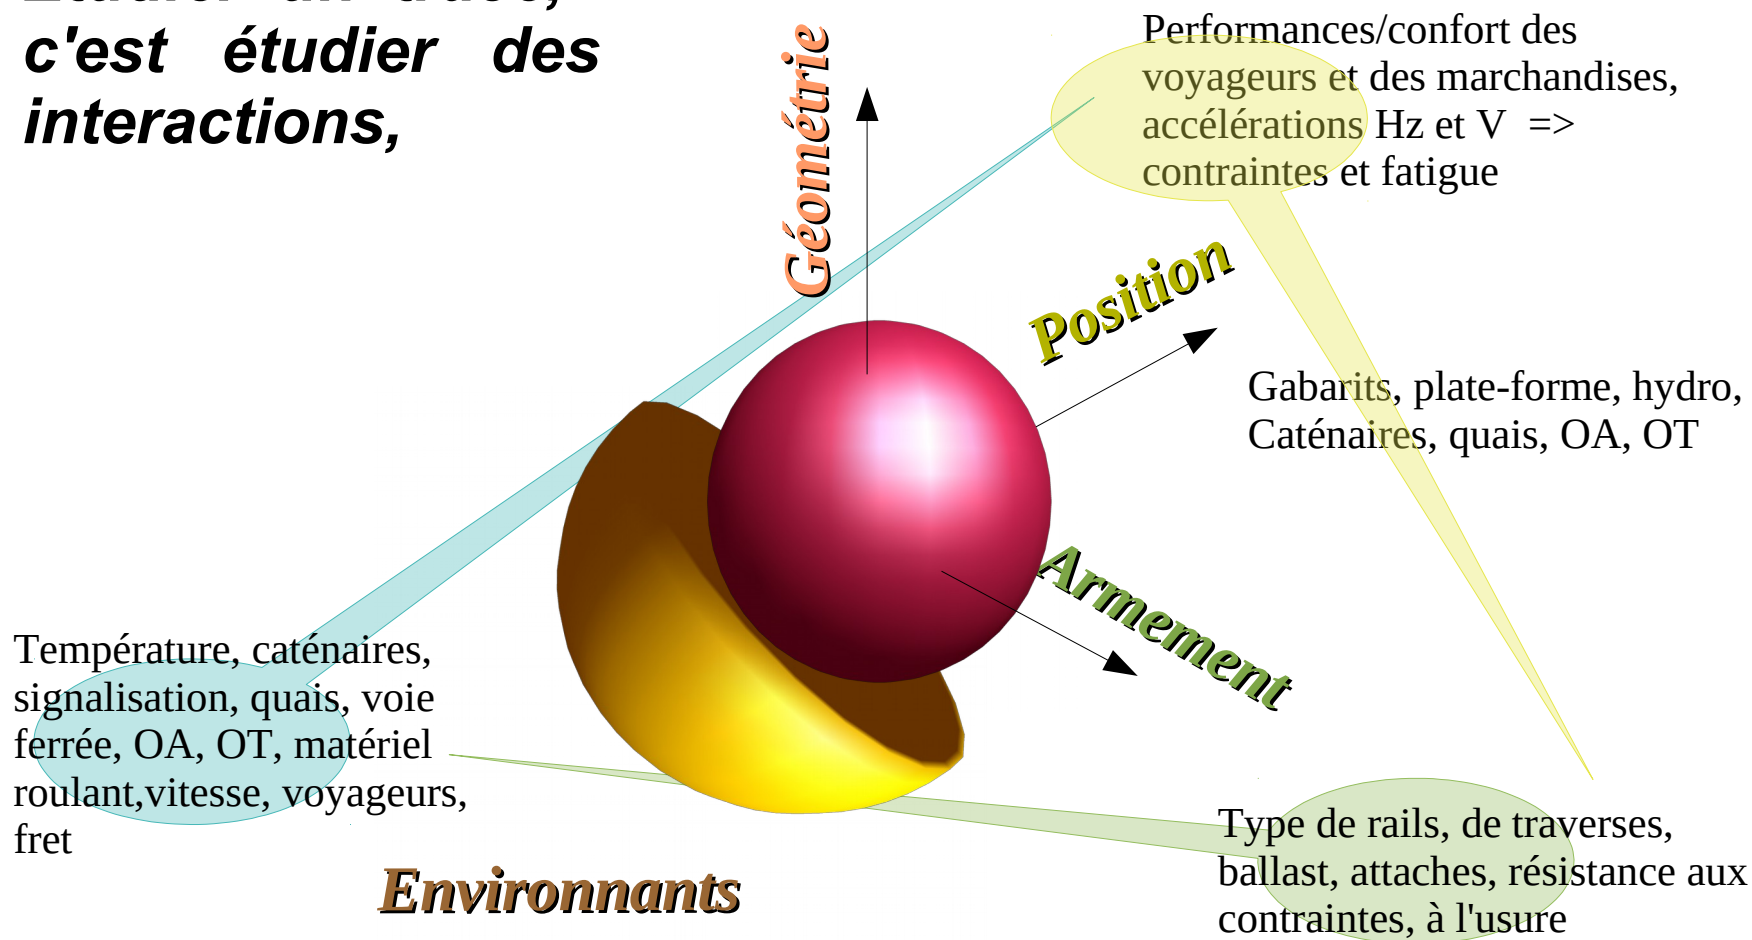 c'est étudier des
interactions,
Géométrie
Performances/confort des
voyageurs et des marchandises,
accélérations Hz et V =>
contraintes et fatigue
Position
Gabarits, plate-forme, hydro,
Caténaires, quais, OA, OT
Armement
Température, caténaires,
signalisation, quais, voie
ferrée, OA, OT, matériel
roulant,vitesse, voyageurs,
fret
Environnants
Type de rails, de traverses,
ballast, attaches, résistance aux
contraintes, à l'usure